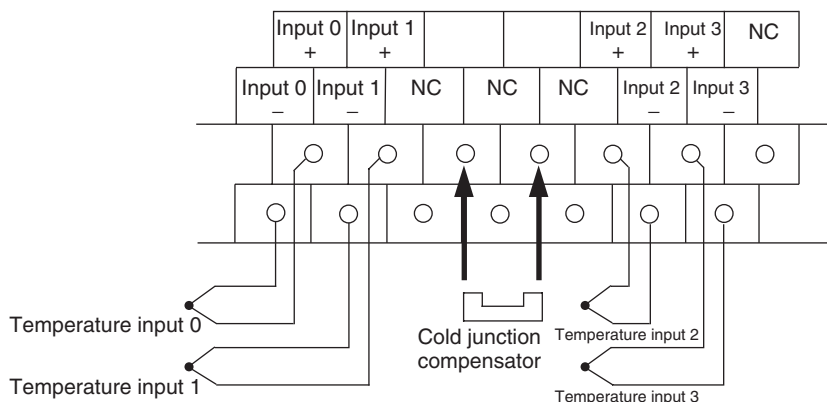 Input 0 Input 1 Input 2 Input 3 NC
+ + + +
Input 0 Input 1 NC NC NC Input 2 Input 3
– – – –
Temperature input 0
Cold junction
compensator
Temperature input 2
Temperature input 1
Temperature input 3